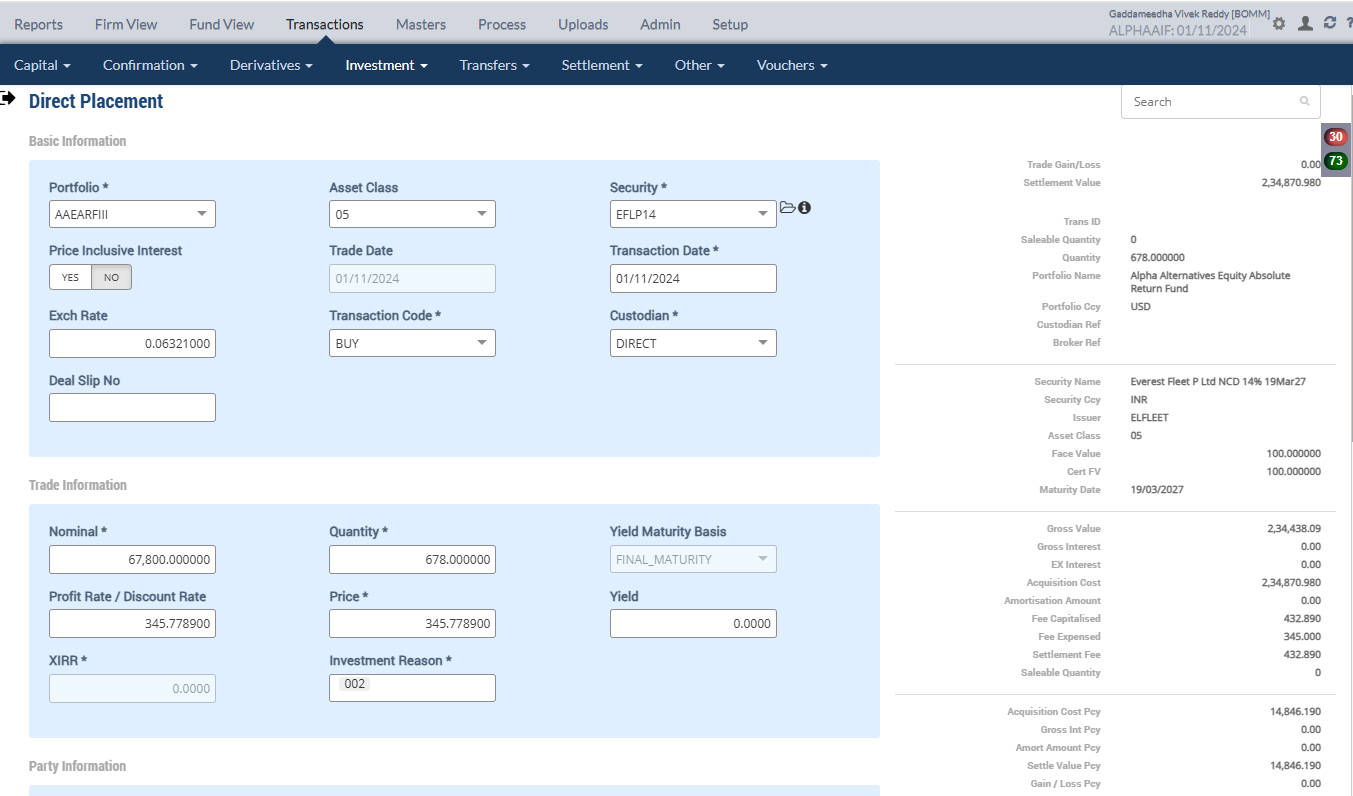 Reports Firm View Fund View Transactions Masters Process Uploads Admin Setup
Gaddameedha Vivek Reddy [BOMM]
ALPHAAIF: 01/11/2024
?
Capital Confirmation Derivatives Investment Transfers Settlement Other Vouchers
Direct Placement
Search
30
73
Basic Information
Portfolio * Asset Class Security *
AAEARFIII 05 EFLP14
Price Inclusive Interest Trade Date Transaction Date *
YES NO 01/11/2024 01/11/2024
Exch Rate Transaction Code * Custodian *
0.06321000 BUY DIRECT
Deal Slip No
Trade Information
Nominal * Quantity * Yield Maturity Basis
67,800.000000 678.000000 FINAL_MATURITY
Profit Rate / Discount Rate Price * Yield
345.778900 345.778900 0.0000
XIRR * Investment Reason *
0.0000 002
Party Information
Trade Gain/Loss 0.00
Settlement Value 2,34,870.980
Trans ID
Saleable Quantity 0
Quantity 678.000000
Portfolio Name Alpha Alternatives Equity Absolute
Return Fund
Portfolio Ccy USD
Custodian Ref
Broker Ref
Security Name Everest Fleet P Ltd NCD 14% 19Mar27
Security Ccy INR
Issuer ELFLEET
Asset Class 05
Face Value 100.000000
Cert FV 100.000000
Maturity Date 19/03/2027
Gross Value 2,34,438.09
Gross Interest 0.00
EX Interest 0.00
Acquisition Cost 2,34,870.980
Amortisation Amount 0.00
Fee Capitalised 432.890
Fee Expensed 345.000
Settlement Fee 432.890
Saleable Quantity 0
Acquisition Cost Pcy 14,846.190
Gross Int Pcy 0.00
Amort Amount Pcy 0.00
Settle Value Pcy 14,846.190
Gain / Loss Pcy 0.00